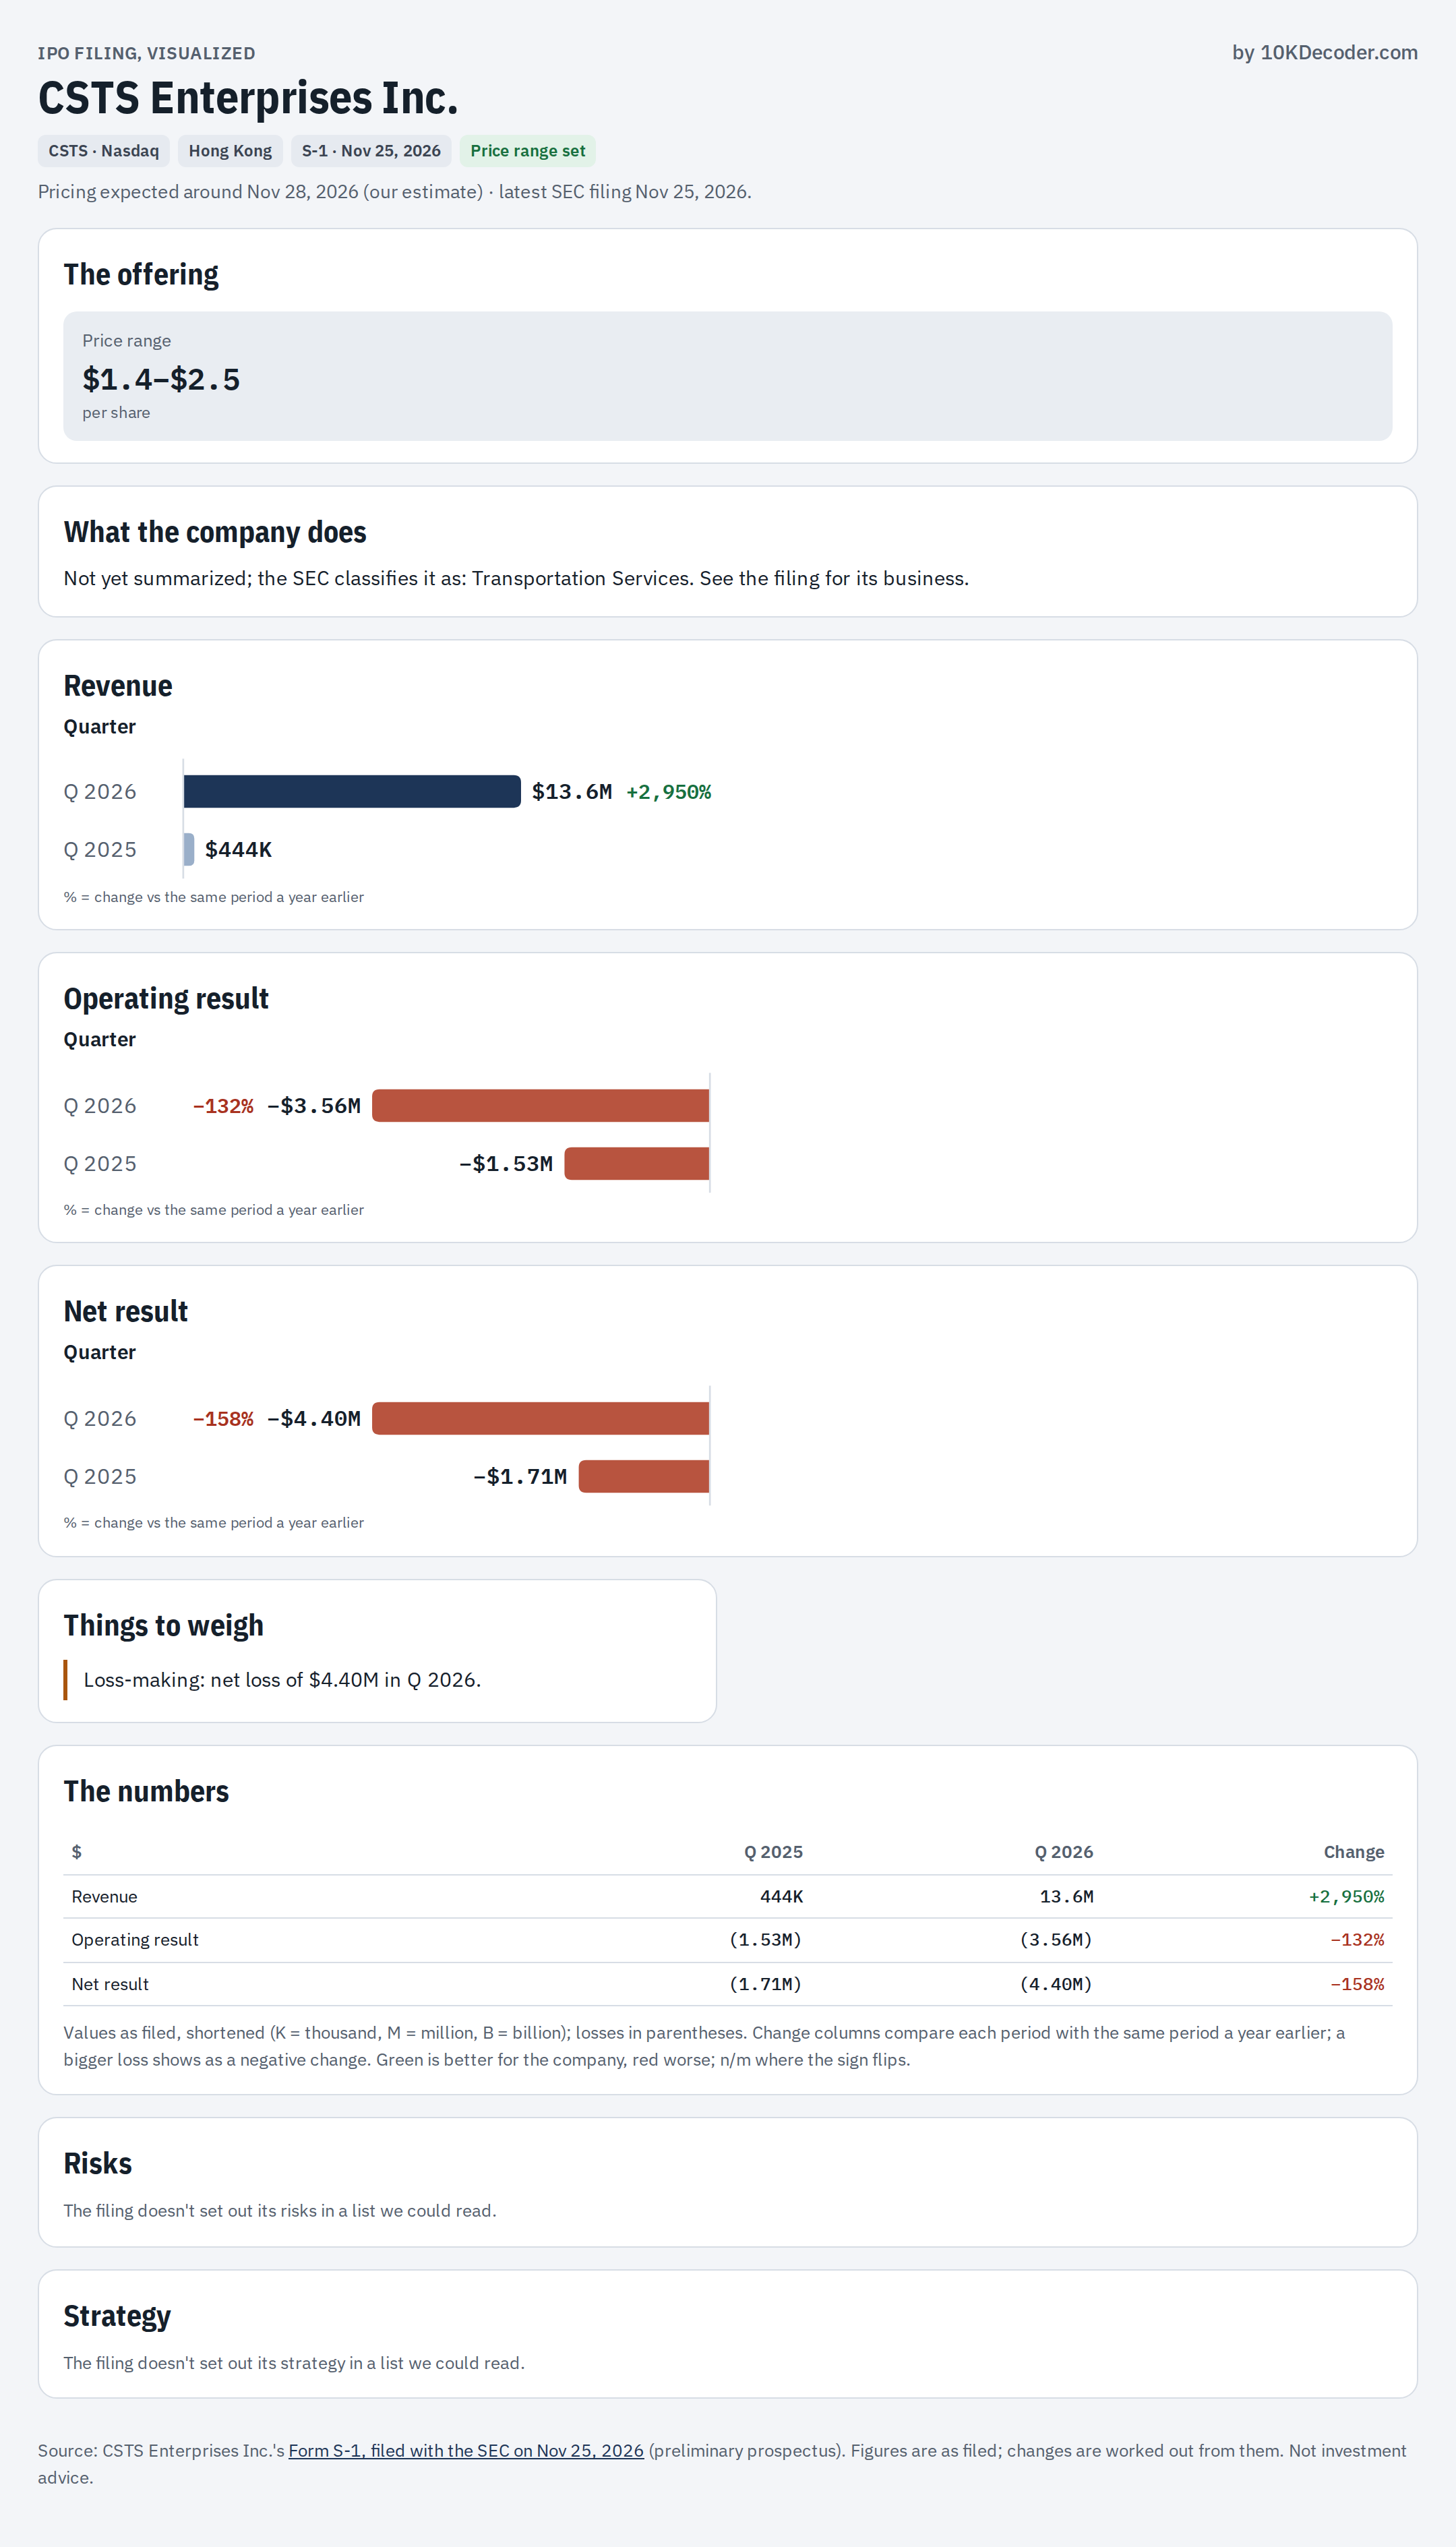 IPO FILING, VISUALIZED
by 10KDecoder.com
CSTS Enterprises Inc.
CSTS · Nasdaq
Hong Kong
S-1 · Nov 25, 2026
Price range set
Pricing expected around Nov 28, 2026 (our estimate) · latest SEC filing Nov 25, 2026.
The offering
Price range
$1.4–$2.5
per share
What the company does
Not yet summarized; the SEC classifies it as: Transportation Services. See the filing for its business.
Revenue
Quarter
Q 2026 $13.6M +2,950%
Q 2025 $444K
% = change vs the same period a year earlier
Operating result
Quarter
Q 2026 −132% −$3.56M
Q 2025 −$1.53M
% = change vs the same period a year earlier
Net result
Quarter
Q 2026 −158% −$4.40M
Q 2025 −$1.71M
% = change vs the same period a year earlier
Things to weigh
Loss-making: net loss of $4.40M in Q 2026.
The numbers
$ Q 2025 Q 2026 Change
Revenue 444K 13.6M +2,950%
Operating result (1.53M) (3.56M) −132%
Net result (1.71M) (4.40M) −158%
Values as filed, shortened (K = thousand, M = million, B = billion); losses in parentheses. Change columns compare each period with the same period a year earlier; a
bigger loss shows as a negative change. Green is better for the company, red worse; n/m where the sign flips.
Risks
The filing doesn't set out its risks in a list we could read.
Strategy
The filing doesn't set out its strategy in a list we could read.
Source: CSTS Enterprises Inc.'s Form S-1, filed with the SEC on Nov 25, 2026 (preliminary prospectus). Figures are as filed; changes are worked out from them. Not investment
advice.